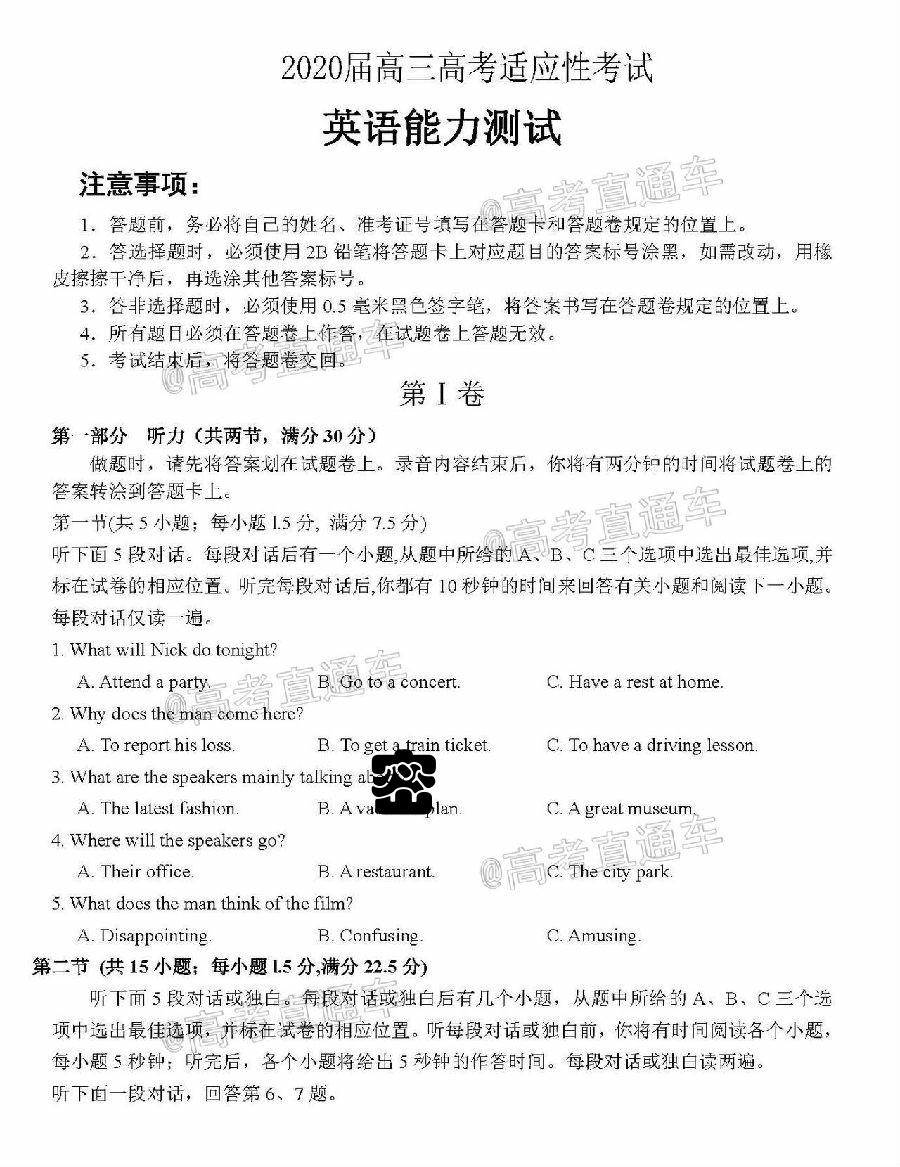 2020届高三高考适应性考试
英语能力测试
注意事项：
1．答题前，务必将自己的姓名、准考证号填写在答题卡和答题卷规定的位置上。
2．答选择题时，必须使用2B铅笔将答题卡上对应题目的答案标号涂黑，如需改动，用橡
皮擦擦干净后，再选涂其他答案标号。
3．答非选择题时，必须使用0.5毫米黑色签字笔，将答案书写在答题卷规定的位置上。
4．所有题目必须在答题卷上作答，在试题卷上答题无效。
5．考试结束后，将答题卷交回。
第Ⅰ卷
第一部分 听力（共两节，满分30分）
做题时，请先将答案划在试题卷上。录音内容结束后，你将有两分钟的时间将试题卷上的
答案转涂到答题卡上。
第一节(共5小题；每小题1.5分, 满分7.5分)
听下面5段对话。每段对话后有一个小题,从题中所给的A、B、C三个选项中选出最佳选项,并
标在试卷的相应位置。听完每段对话后,你都有10秒钟的时间来回答有关小题和阅读下一小题。
每段对话仅读一遍。
1. What will Nick do tonight?
A. Attend a party. B. Go to a concert. C. Have a rest at home.
2. Why does the man come here?
A. To report his loss. B. To get a train ticket. C. To have a driving lesson.
3. What are the speakers mainly talking
A. The latest fashion. B. A plan. C. A great museum.
4. Where will the speakers go?
A. Their office. B. A restaurant. C. The city park.
5. What does the man think of the film?
A. Disappointing. B. Confusing. C. Amusing.
第二节 (共15小题；每小题1.5分,满分22.5分)
听下面5段对话或独白。每段对话或独白后有几个小题，从题中所给的A、B、C三个选
项中选出最佳选项，并标在试卷的相应位置。听每段对话或独白前，你将有时间阅读各个小题，
每小题5秒钟；听完后，各个小题将给出5秒钟的作答时间。每段对话或独白读两遍。
听下面一段对话，回答第6、7题。
@高考直通车
@高考直通车
@高考直通车
@高考直通车
@高考直通车
@高考直通车